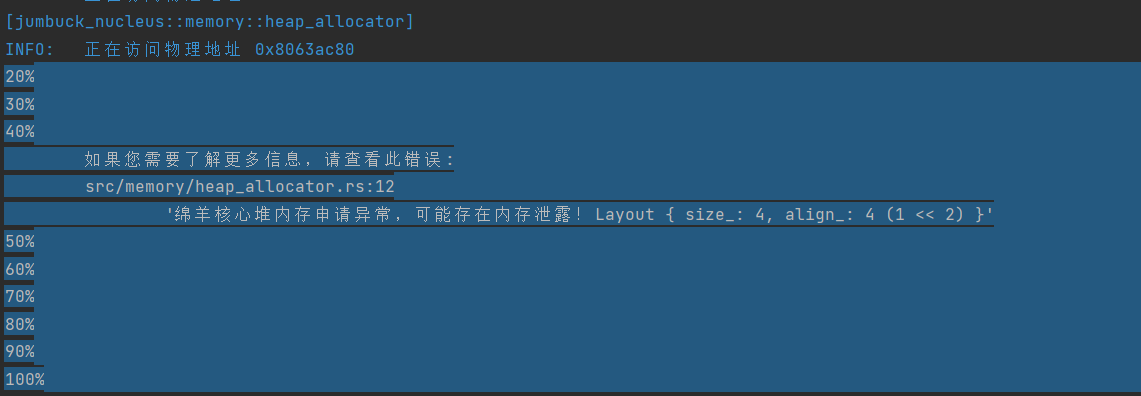 [jumbuck_nucleus::memory::heap_allocator]
INFO: 正在访问物理地址 0x8063ac80
20%
30%
40%
如果您需要了解更多信息，请查看此错误：
src/memory/heap_allocator.rs:12
'绵羊核心堆内存申请异常，可能存在内存泄露！Layout { size_: 4, align_: 4 (1 << 2) }'
50%
60%
70%
80%
90%
100%